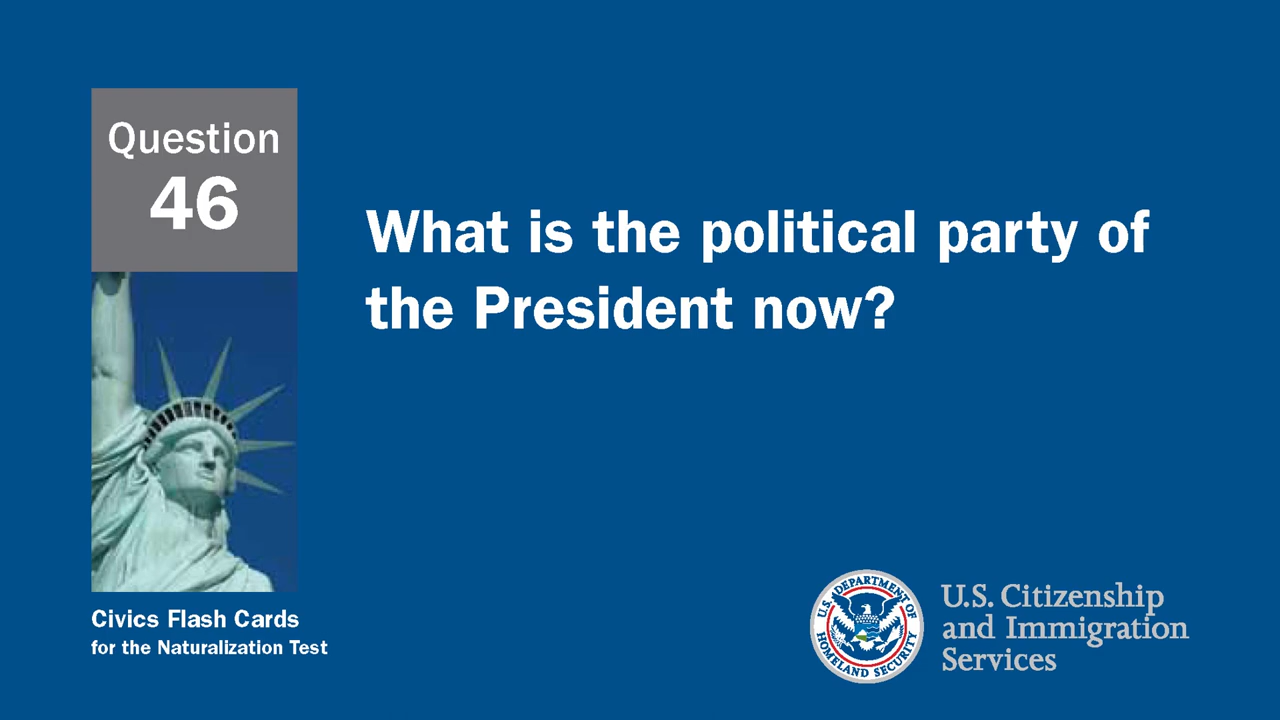 Question
46
What is the political party of
the President now?
Civics Flash Cards
for the Naturalization Test
U.S. DEPARTMENT OF
HOMELAND SECURITY
U.S. Citizenship
and Immigration
Services